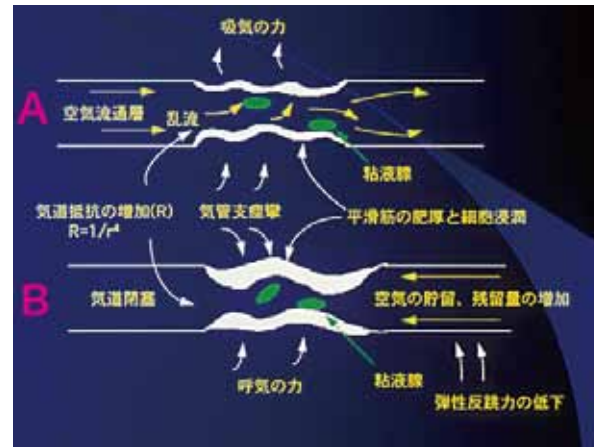 吸気の力
A
空気流通層
乱流
粘液腺
気道抵抗の増加(R)
R=1/r⁴
気管支痙攣
平滑筋の肥厚と細胞浸潤
B
気道閉塞
空気の貯留、残留量の増加
呼気の力
粘液腺
弾性反跳力の低下